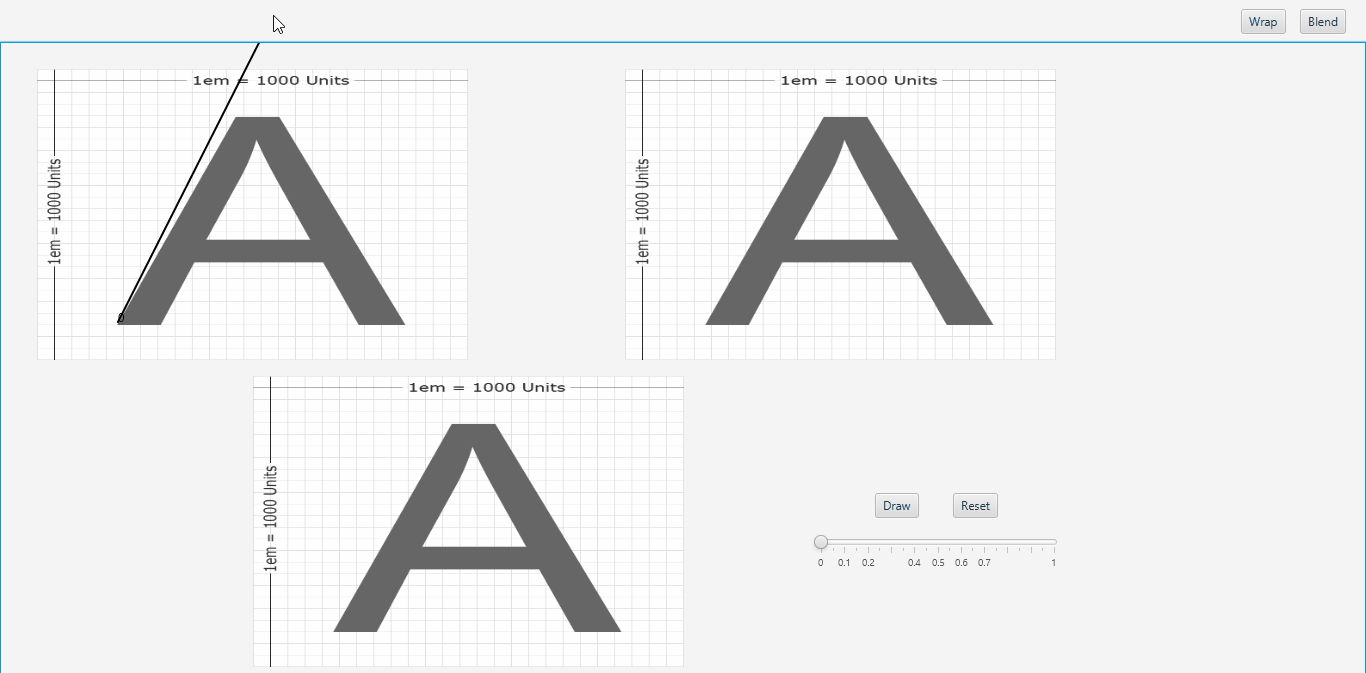 Wrap
Blend
1em = 1000 Units
A
1em = 1000 Units
0
1em = 1000 Units
A
1em = 1000 Units
1em = 1000 Units
A
1em = 1000 Units
Draw
Reset
0 0.1 0.2 0.4 0.5 0.6 0.7 1